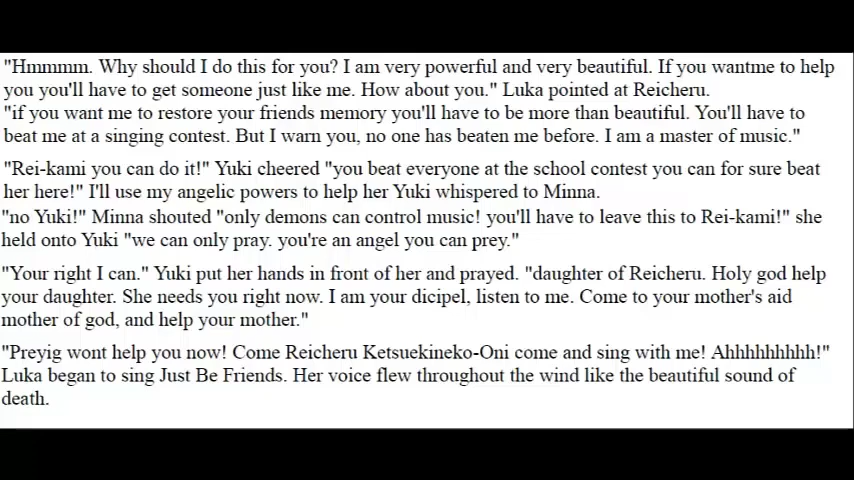 "Hmmmm. Why should I do this for you? I am very powerful and very beautiful. If you wantme to help
you you'll have to get someone just like me. How about you." Luka pointed at Reicheru.
"if you want me to restore your friends memory you'll have to be more than beautiful. You'll have to
beat me at a singing contest. But I warn you, no one has beaten me before. I am a master of music."
"Rei-kami you can do it!" Yuki cheered "you beat everyone at the school contest you can for sure beat
her here!" I'll use my angelic powers to help her Yuki whispered to Minna.
"no Yuki!" Minna shouted "only demons can control music! you'll have to leave this to Rei-kami!" she
held onto Yuki "we can only pray. you're an angel you can prey."
"Your right I can." Yuki put her hands in front of her and prayed. "daughter of Reicheru. Holy god help
your daughter. She needs you right now. I am your dicipel, listen to me. Come to your mother's aid
mother of god, and help your mother."
"Preyig wont help you now! Come Reicheru Ketsuekineko-Oni come and sing with me! Ahhhhhhhhh!"
Luka began to sing Just Be Friends. Her voice flew throughout the wind like the beautiful sound of
death.